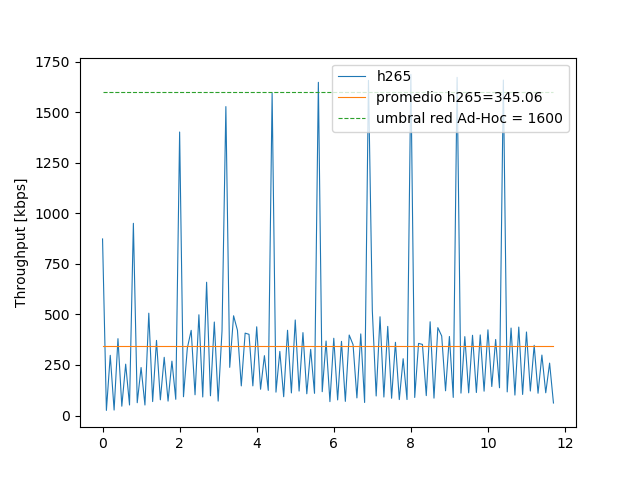 1750
1500
1250
1000
750
500
250
0
Throughput [kbps]
h265
promedio h265=345.06
umbral red Ad-Hoc = 1600
0 2 4 6 8 10 12